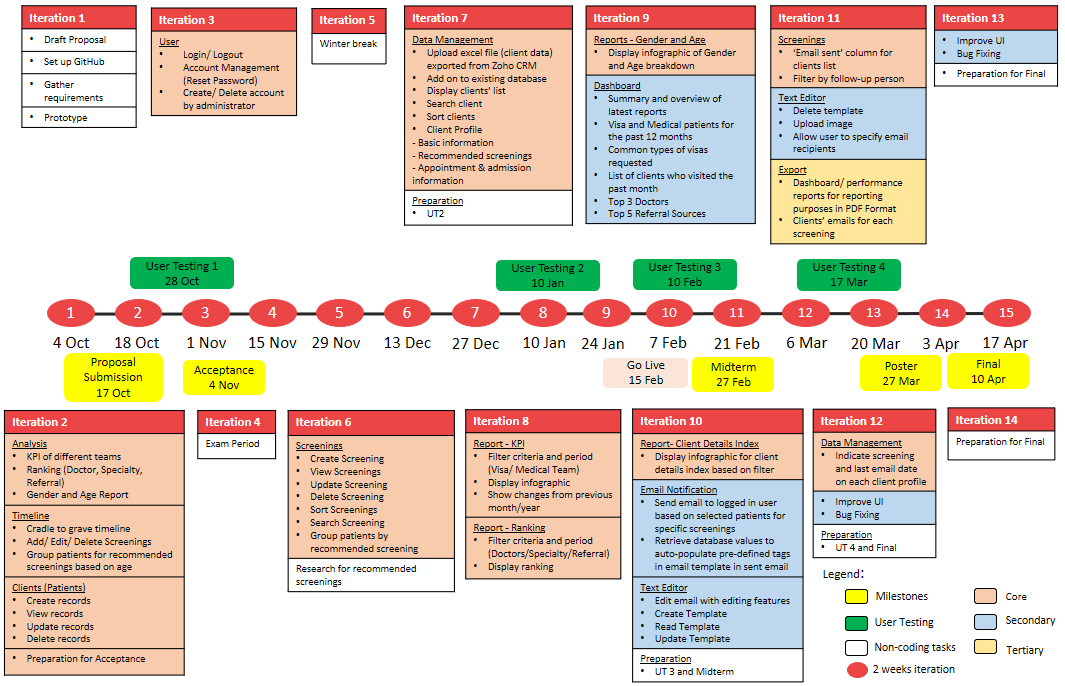 Iteration 1
• Draft Proposal
• Set up GitHub
• Gather
requirements
• Prototype
Iteration 3
User
• Login/ Logout
• Account Management
(Reset Password)
• Create/ Delete account
by administrator
Iteration 5
Winter break
Iteration 7
Data Management
• Upload excel file (client data)
exported from Zoho CRM
• Add on to existing database
• Display clients' list
• Search client
• Sort clients
• Client Profile
- Basic information
- Recommended screenings
- Appointment & admission
information
Preparation
• UT2
Iteration 9
Reports - Gender and Age
• Display infographic of Gender
and Age breakdown
Dashboard
• Summary and overview of
latest reports
• Visa and Medical patients for
the past 12 months
• Common types of visas
requested
• List of clients who visited the
past month
• Top 3 Doctors
• Top 5 Referral Sources
Iteration 11
Screenings
• 'Email sent' column for
clients list
• Filter by follow-up person
Text Editor
• Delete template
• Upload image
• Allow user to specify email
recipients
Export
• Dashboard/ performance
reports for reporting
purposes in PDF Format
• Clients' emails for each
screening
Iteration 13
• Improve UI
• Bug Fixing
• Preparation for Final
User Testing 1
28 Oct
User Testing 2
10 Jan
User Testing 3
10 Feb
User Testing 4
17 Mar
1 2 3 4 5 6 7 8 9 10 11 12 13 14 15
4 Oct 18 Oct 1 Nov 15 Nov 29 Nov 13 Dec 27 Dec 10 Jan 24 Jan 7 Feb 21 Feb 6 Mar 20 Mar 3 Apr 17 Apr
Proposal
Submission
17 Oct
Acceptance
4 Nov
Go Live
15 Feb
Midterm
27 Feb
Poster
27 Mar
Final
10 Apr
Iteration 2
Analysis
• KPI of different teams
• Ranking (Doctor, Specialty,
Referral)
• Gender and Age Report
Timeline
• Cradle to grave timeline
• Add/ Edit/ Delete Screenings
• Group patients for recommended
screenings based on age
Clients (Patients)
• Create records
• View records
• Update records
• Delete records
• Preparation for Acceptance
Iteration 4
Exam Period
Iteration 6
Screenings
• Create Screening
• View Screenings
• Update Screening
• Delete Screening
• Sort Screenings
• Search Screening
• Group patients by
recommended screening
Research for recommended
screenings
Iteration 8
Report - KPI
• Filter criteria and period
(Visa/ Medical Team)
• Display infographic
• Show changes from previous
month/year
Report - Ranking
• Filter criteria and period
(Doctors/Specialty/Referral)
• Display ranking
Iteration 10
Report- Client Details Index
• Display infographic for client
details index based on filter
Email Notification
• Send email to logged in user
based on selected patients for
specific screenings
• Retrieve database values to
auto-populate pre-defined tags
in email template in sent email
Text Editor
• Edit email with editing features
• Create Template
• Read Template
• Update Template
Preparation
• UT 3 and Midterm
Iteration 12
Data Management
• Indicate screening
and last email date
on each client profile
• Improve UI
• Bug Fixing
Preparation
• UT 4 and Final
Iteration 14
Preparation for Final
Legend:
Milestones
User Testing
Non-coding tasks
2 weeks iteration
Core
Secondary
Tertiary